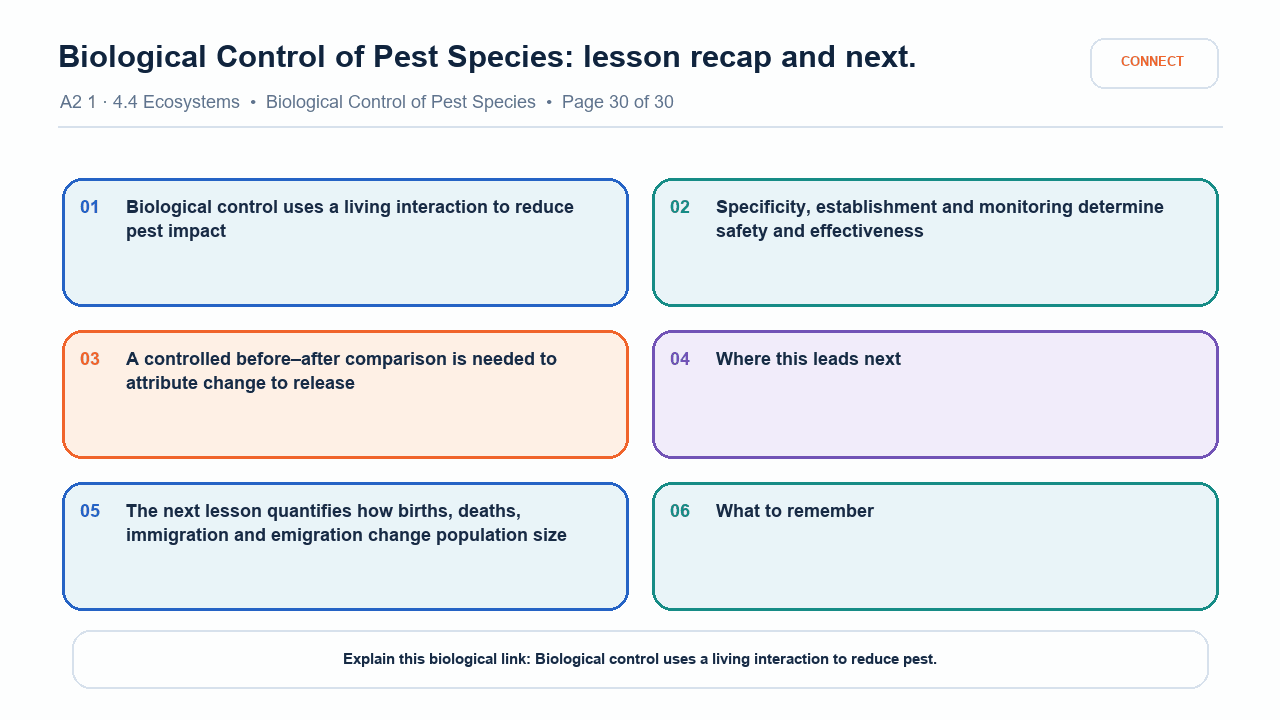 Biological Control of Pest Species: lesson recap and next.
CONNECT
A2 1 · 4.4 Ecosystems • Biological Control of Pest Species • Page 30 of 30
01 Biological control uses a living interaction to reduce
pest impact
02 Specificity, establishment and monitoring determine
safety and effectiveness
03 A controlled before–after comparison is needed to
attribute change to release
04 Where this leads next
05 The next lesson quantifies how births, deaths,
immigration and emigration change population size
06 What to remember
Explain this biological link: Biological control uses a living interaction to reduce pest.